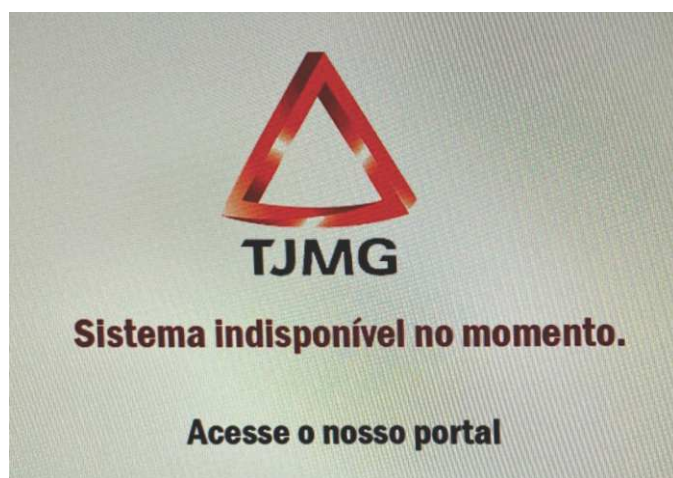 TJMG
Sistema indisponível no momento.
Acesse o nosso portal